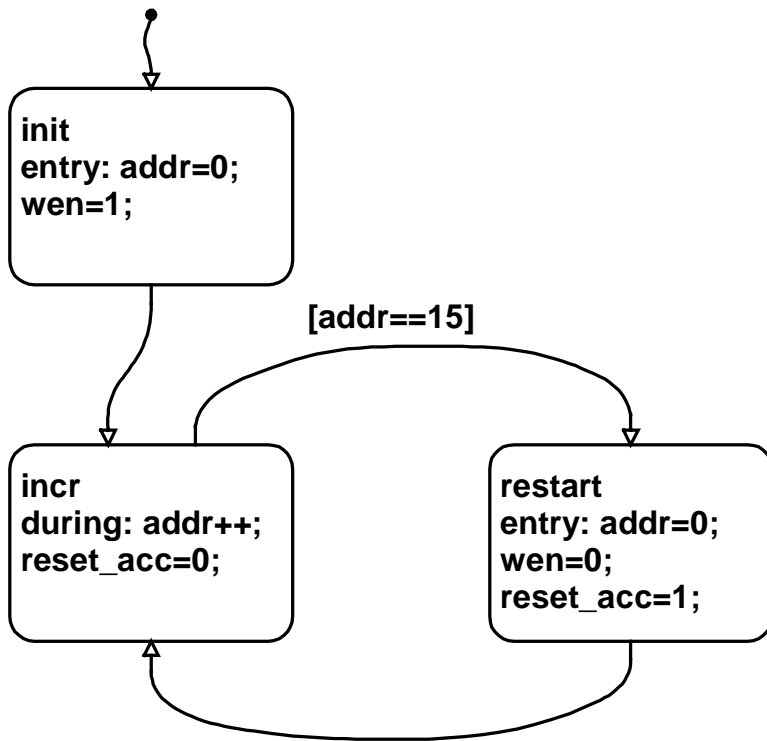 init
entry: addr=0;
wen=1;
[addr==15]
incr
during: addr++;
reset_acc=0;
restart
entry: addr=0;
wen=0;
reset_acc=1;